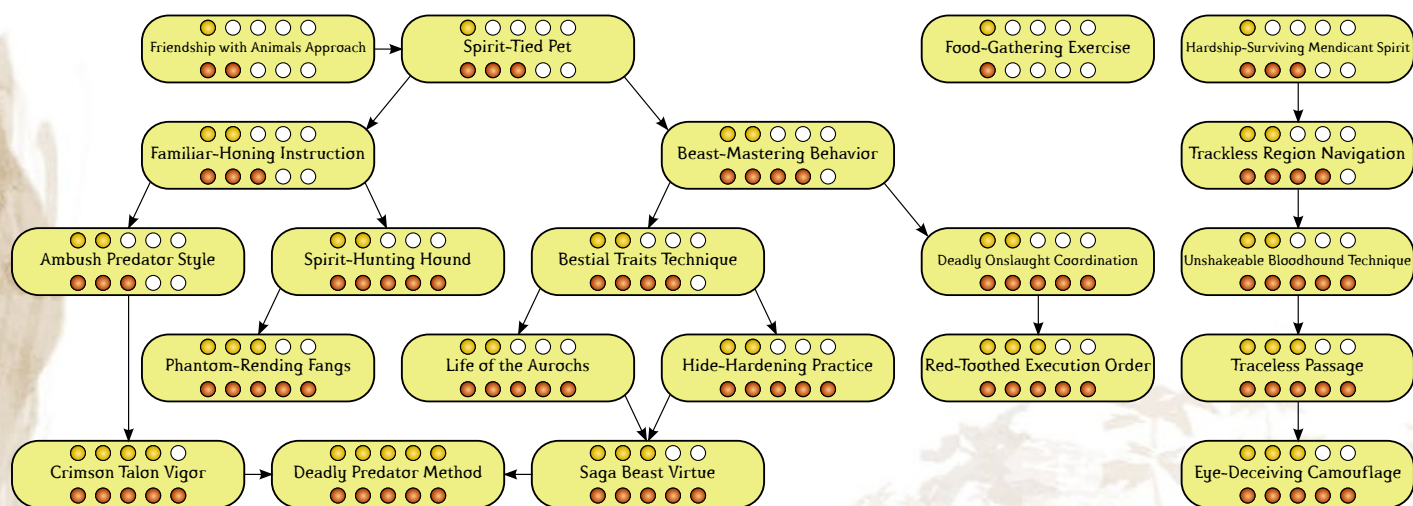 Friendship with Animals Approach
Spirit-Tied Pet
Food-Gathering Exercise
Hardship-Surviving Mendicant Spirit
Familiar-Honing Instruction
Beast-Mastering Behavior
Trackless Region Navigation
Ambush Predator Style
Spirit-Hunting Hound
Bestial Traits Technique
Deadly Onslaught Coordination
Unshakeable Bloodhound Technique
Phantom-Rending Fangs
Life of the Aurochs
Hide-Hardening Practice
Red-Toothed Execution Order
Traceless Passage
Crimson Talon Vigor
Deadly Predator Method
Saga Beast Virtue
Eye-Deceiving Camouflage